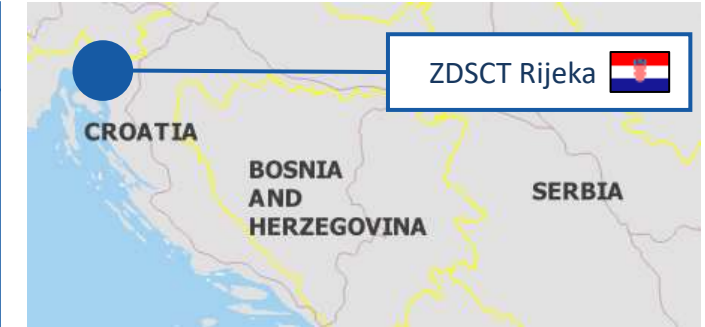 ZDSCT Rijeka
CROATIA
BOSNIA
AND
HERZEGOVINA
SERBIA